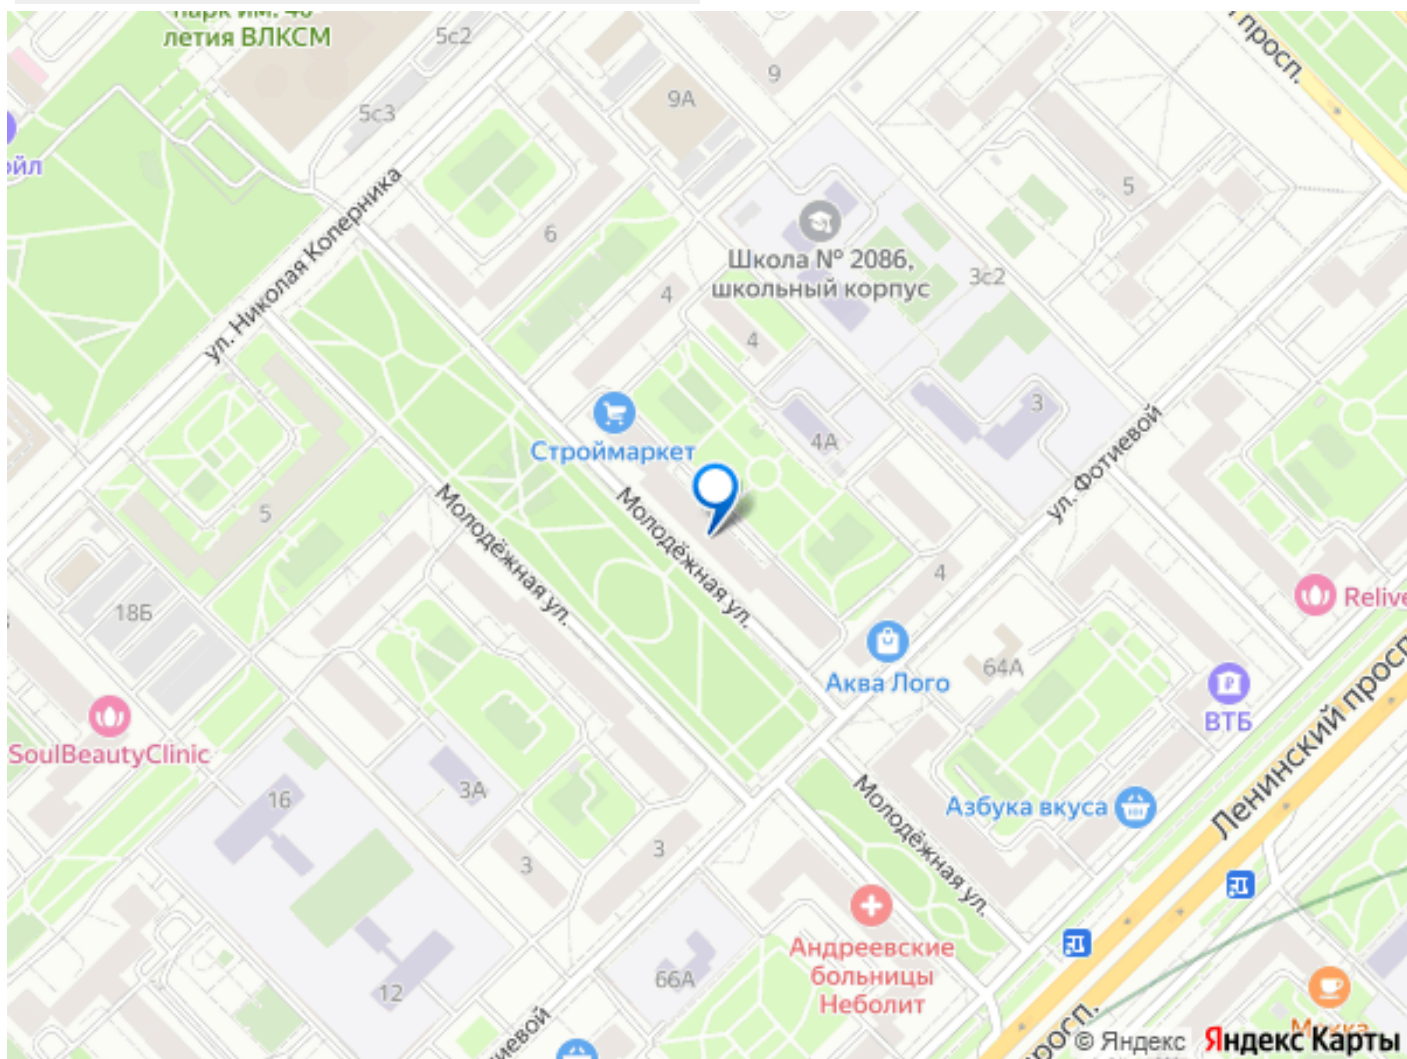 летия ВЛКСМ
5с2
просп.
9
9А
5с3
5
ул. Николая Коперника
6
Школа № 2086,
школьный корпус
3с2
4
4
Строймаркет
3
4А
ул. Фотиевой
Молодёжная ул.
Молодёжная ул.
5
4
18Б
Аква Лого
64А
ВТБ
SoulBeautyClinic
Ленинский просп
16
3А
Азбука вкуса
Молодёжная ул.
3
3
Андреевские
больницы
Неболит
66А
12
просп.
© Яндекс Яндекс Карты